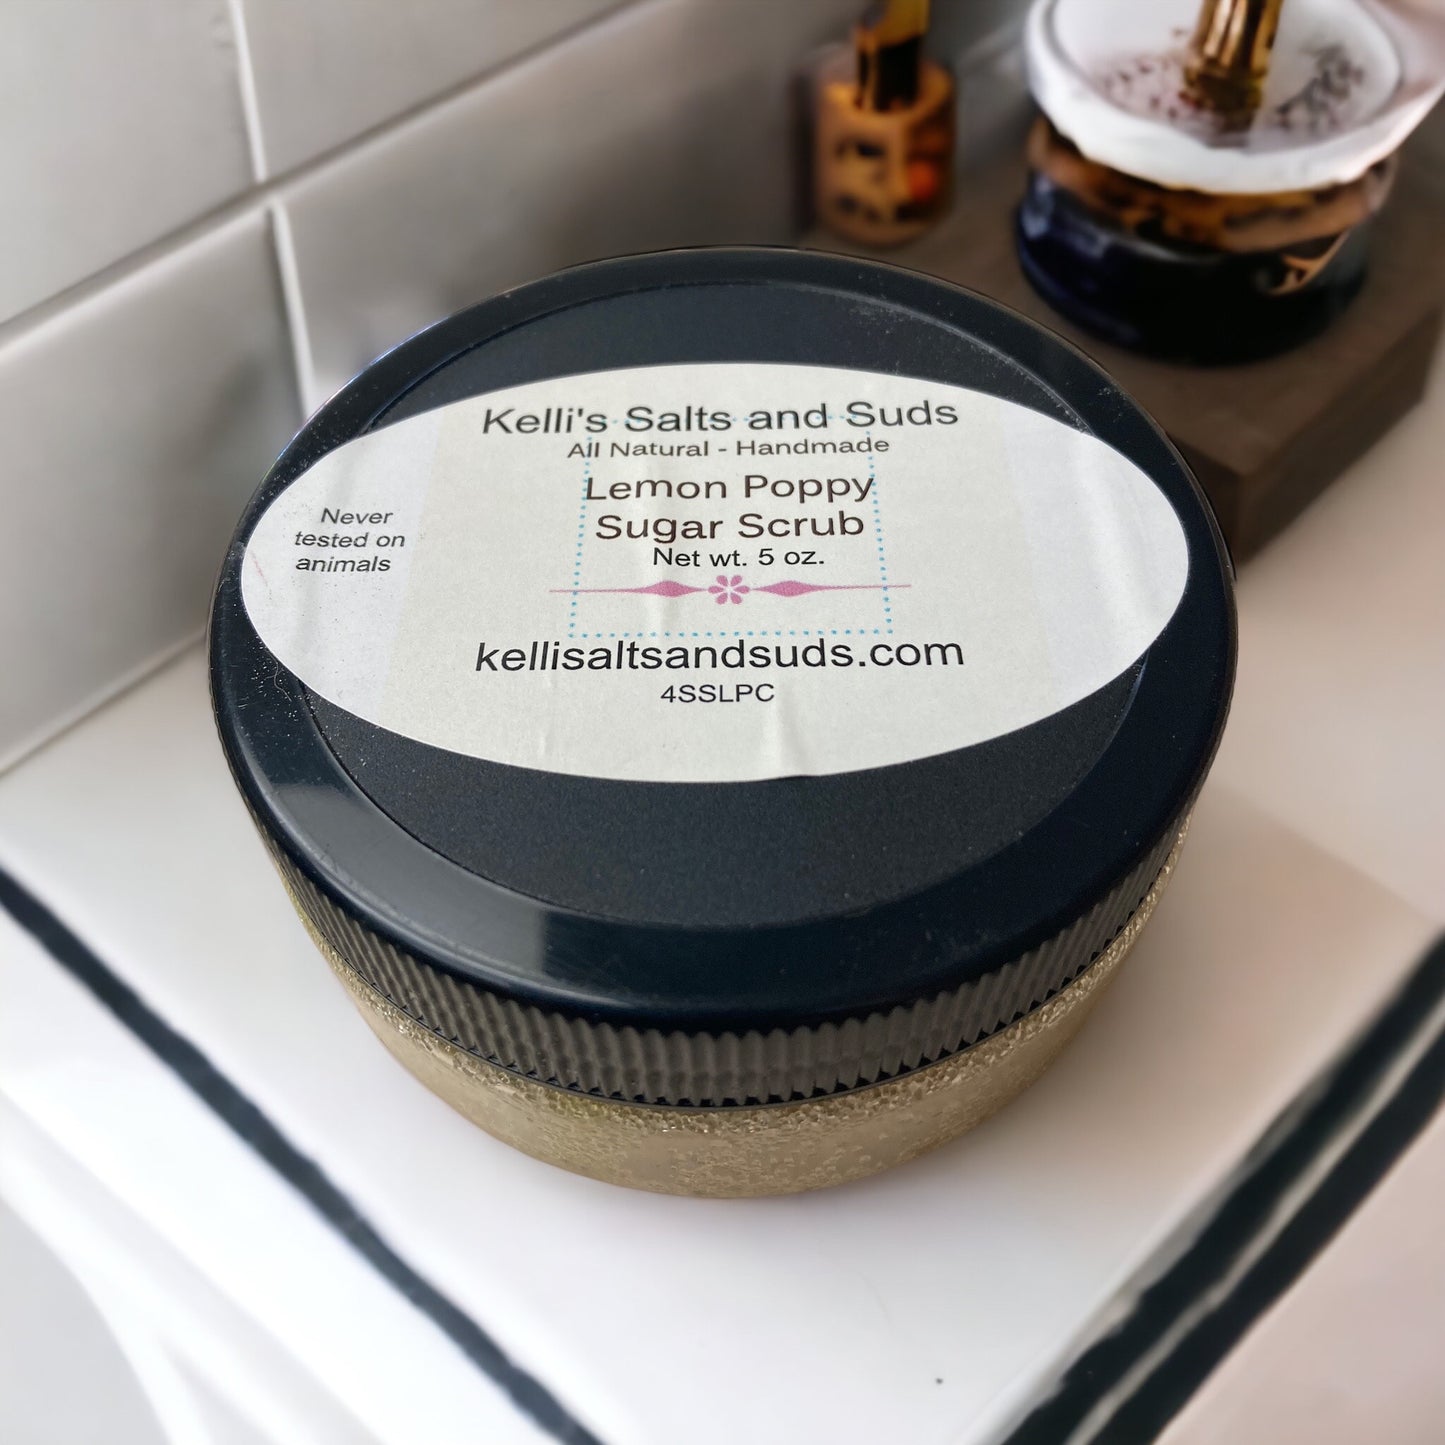 Kelli's Salts and Suds
All Natural - Handmade
Lemon Poppy
Sugar Scrub
Net wt. 5 oz.
Never
tested on
animals
kellisaltsandsuds.com
4SSLPC